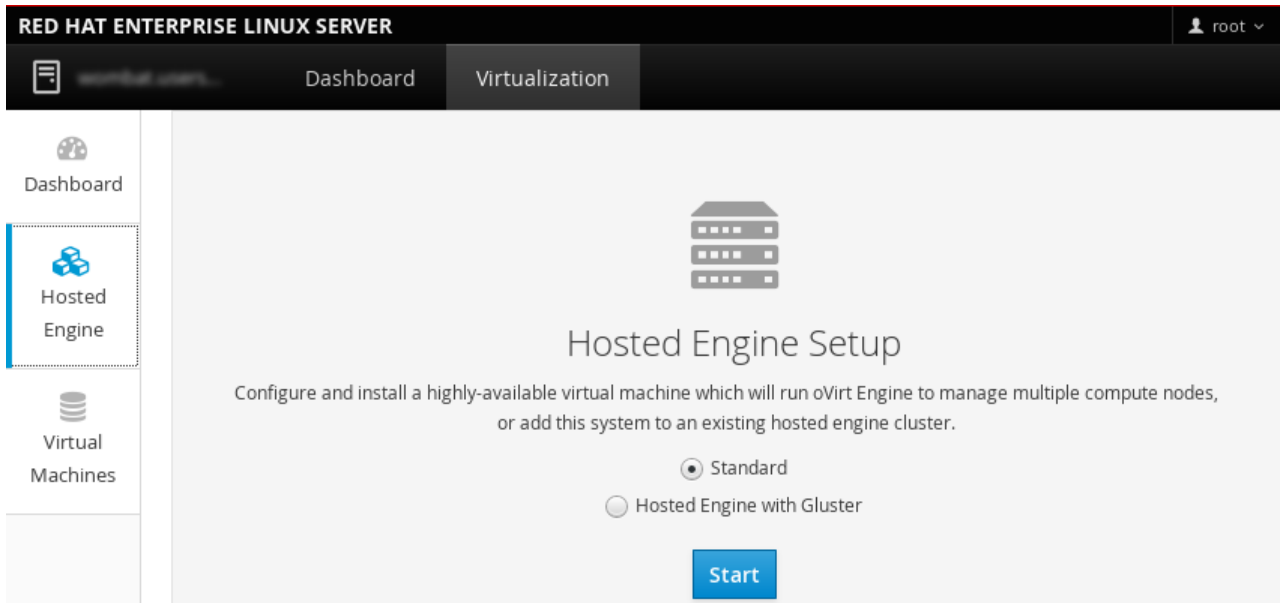 RED HAT ENTERPRISE LINUX SERVER
root
Dashboard
Virtualization
Dashboard
Hosted
Engine
Virtual
Machines
Hosted Engine Setup
Configure and install a highly-available virtual machine which will run oVirt Engine to manage multiple compute nodes,
or add this system to an existing hosted engine cluster.
Standard
Hosted Engine with Gluster
Start